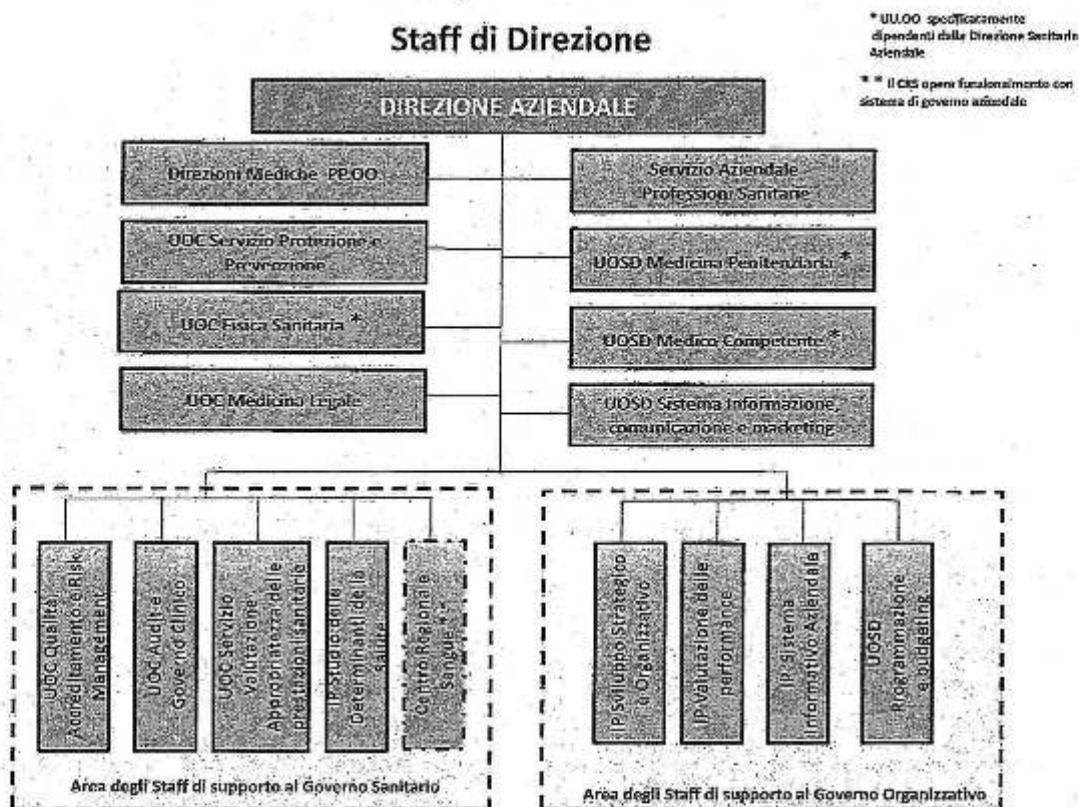 Staff di Direzione
* UU.OO specificatamente
dipendenti dalla Direzione Sanitaria
Aziendale
* * Il CRS opera funzionalmente con
sistema di governo aziendale
DIREZIONE AZIENDALE
Direzioni Mediche PP.OO.
Servizio Aziendale
Professioni Sanitarie
UOC Servizio Protezione e
Prevenzione
UOSD Medicina Penitenziaria *
UOC Fisica Sanitaria *
UOSD Medico Competente *
UOC Medicina Legale
UOSD Sistema Informazione,
comunicazione e marketing
UOC Qualità,
Accreditamento e Risk
Management
UOC Audit e
Governo Clinico
UOC Servizio
Valutazione
Appropriatezza delle
prestazioni sanitarie
IP Studio delle
Determinanti della
Salute
Centro Regionale
Sangue **
IP Sviluppo Strategico
e Organizzativo
IP Valutazione delle
performance
IP Sistema
Informativo Aziendale
UOSD
Programmazione
e budgeting
Area degli Staff di supporto al Governo Sanitario
Area degli Staff di supporto al Governo Organizzativo